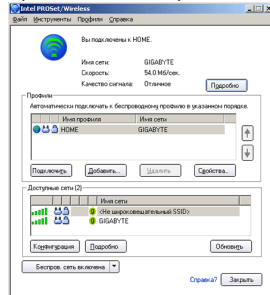 Intel PROSet/Wireless
Файл Инструменты Профили Справка
Вы подключены к HOME.
Имя сети: GIGABYTE
Скорость: 54.0 Мб/сек.
Качество сигнала: Отличное
Подробно
Профили
Автоматически подключать к беспроводному профилю в указанном порядке.
Имя профиля Имя сети
HOME GIGABYTE
Подключить Добавить... Удалить Свойства...
Доступные сети (2)
Имя сети
<Не широковещательный SSID>
GIGABYTE
Конфигурация Подробно Обновить
Беспров. сеть включена
Справка? Закрыть